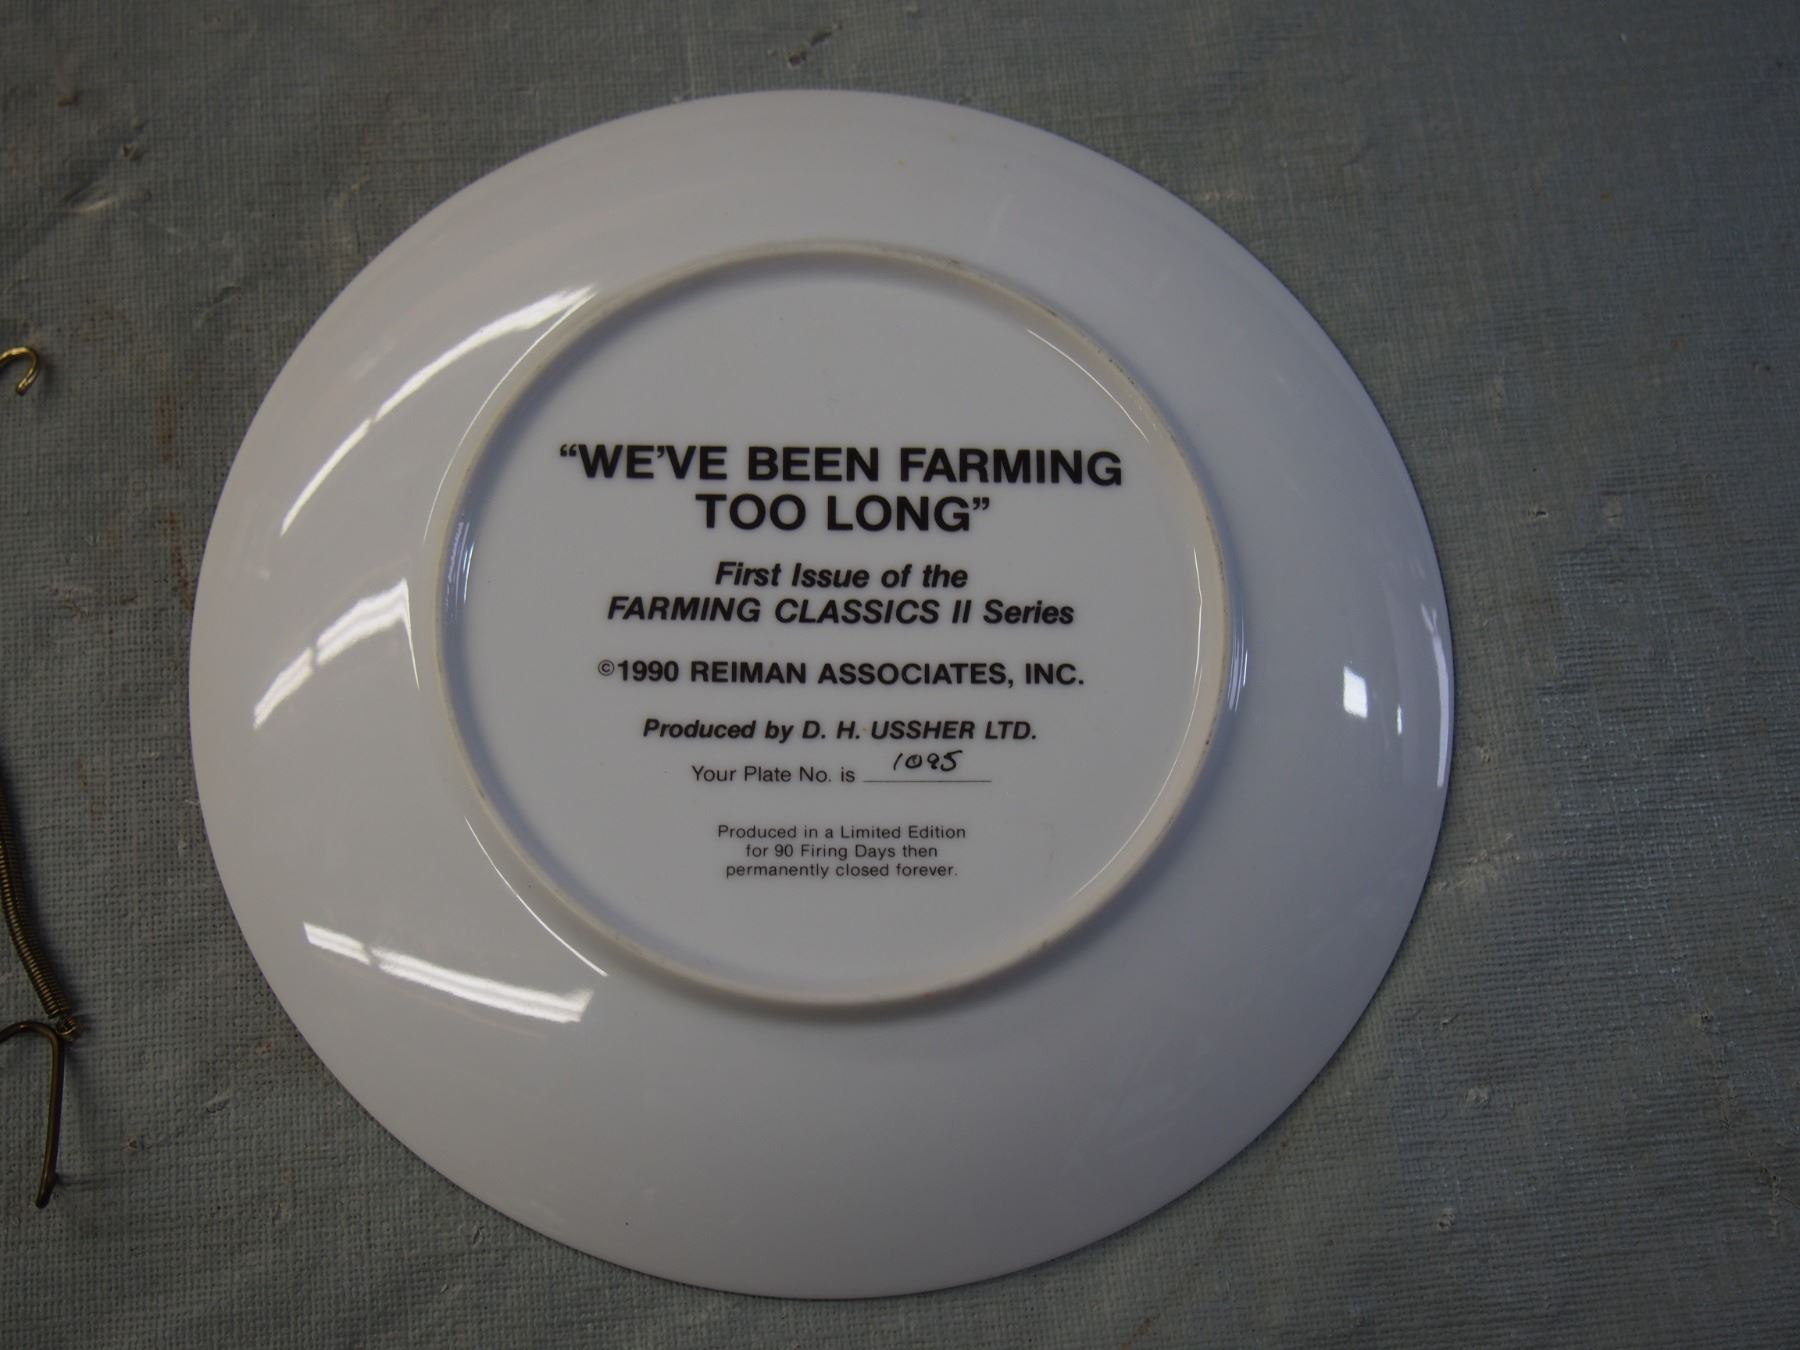 “WE’VE BEEN FARMING
TOO LONG”
First Issue of the
FARMING CLASSICS II Series
©1990 REIMAN ASSOCIATES, INC.
Produced by D. H. USSHER LTD.
Your Plate No. is 1095
Produced in a Limited Edition
for 90 Firing Days then
permanently closed forever.